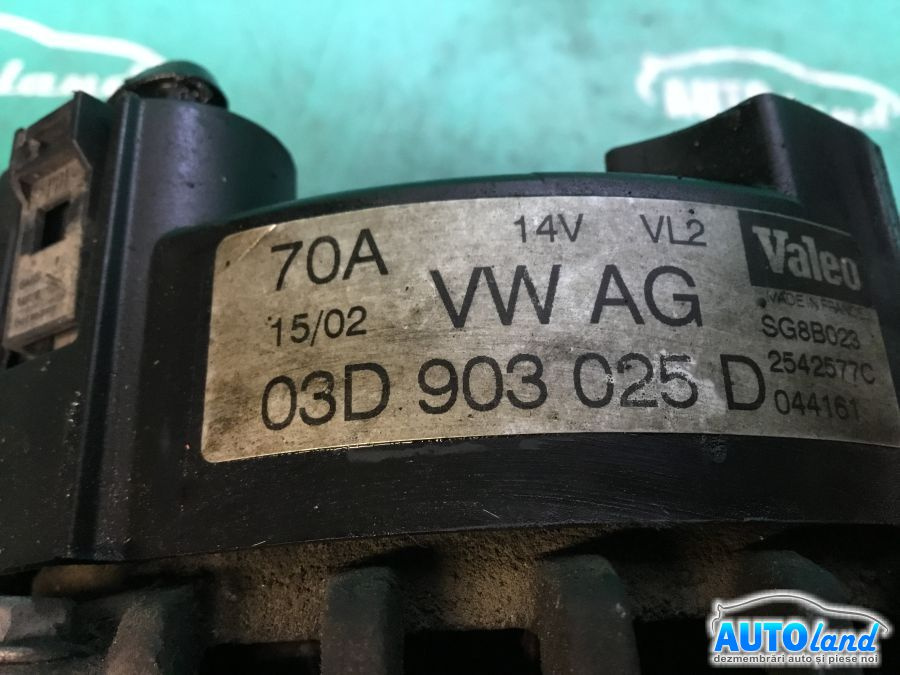 AUTOland
70A 14V VL2 Valeo
MADE IN FRANCE
15/02 VW AG SG8B023
03D 903 025 D 2542577C
044161
AUTOland
dezmembrări auto și piese noi